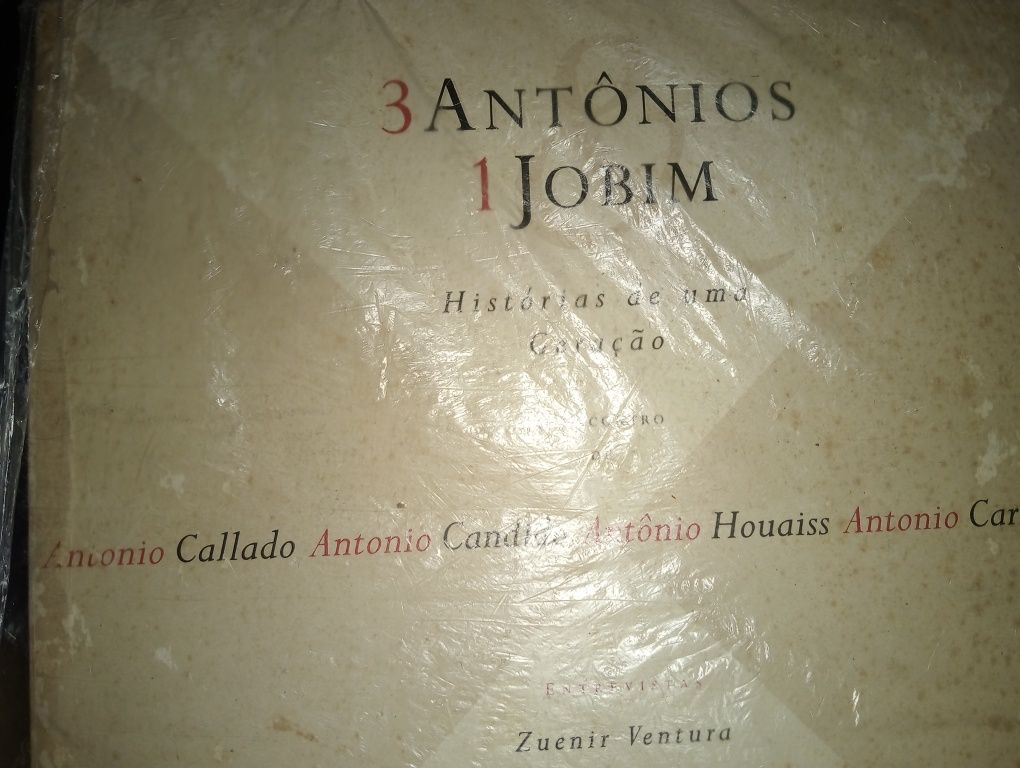 3 ANTÔNIOS
1 JOBIM
Histórias de uma
Geração
Antonio Callado Antonio Candido Antônio Houaiss Antonio Car
ENTREVISTAS
Zuenir Ventura